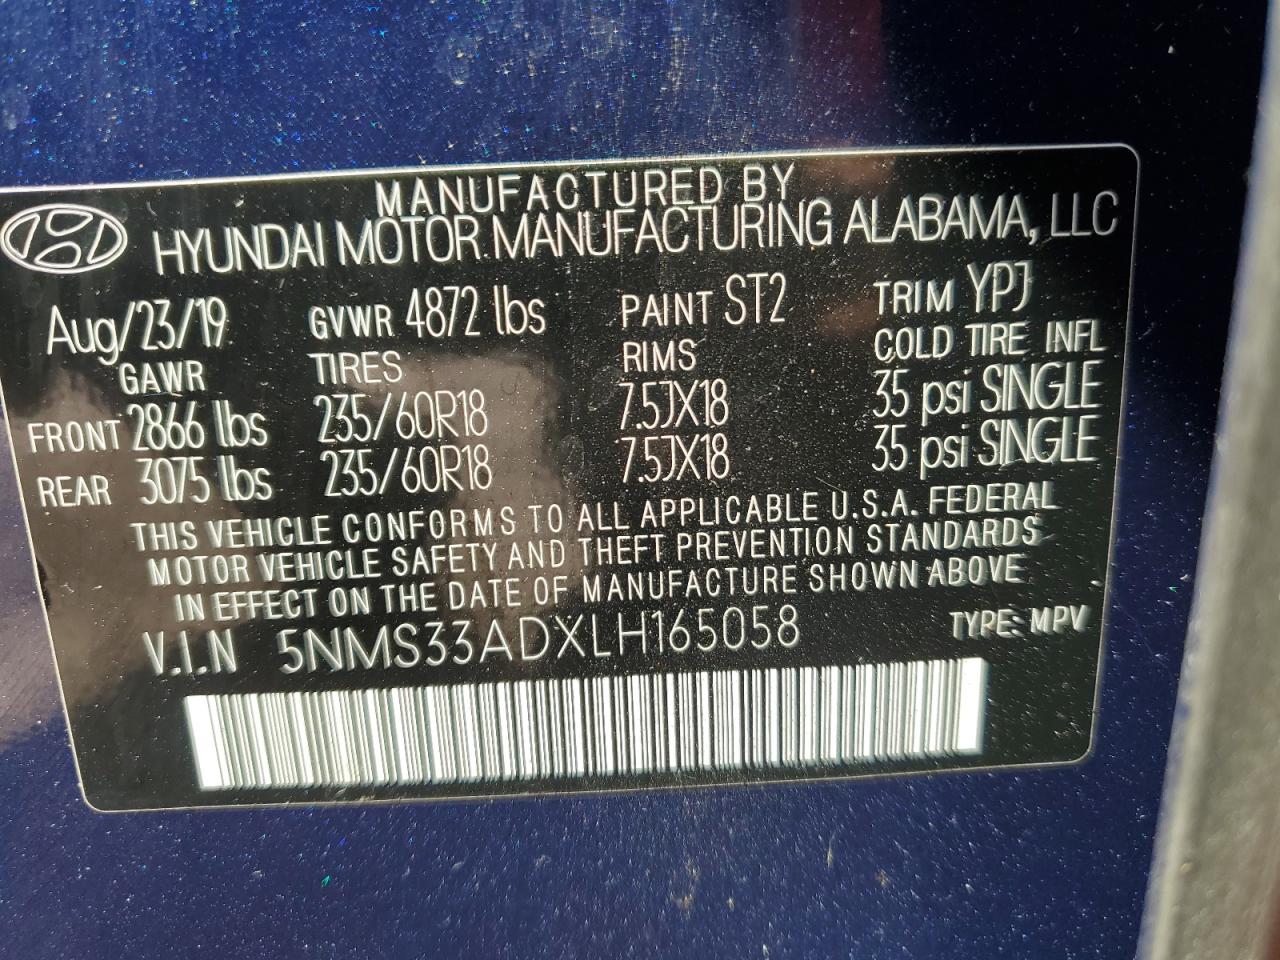 MANUFACTURED BY
HYUNDAI MOTOR MANUFACTURING ALABAMA, LLC
Aug/23/19 GVWR 4872 lbs PAINT ST2 TRIM YPJ
GAWR TIRES RIMS COLD TIRE INFL
FRONT 2866 lbs 235/60R18 7.5JX18 35 psi SINGLE
REAR 3075 lbs 235/60R18 7.5JX18 35 psi SINGLE
THIS VEHICLE CONFORMS TO ALL APPLICABLE U.S.A. FEDERAL
MOTOR VEHICLE SAFETY AND THEFT PREVENTION STANDARDS
IN EFFECT ON THE DATE OF MANUFACTURE SHOWN ABOVE
V.I.N 5NMS33ADXLH165058 TYPE: MPV